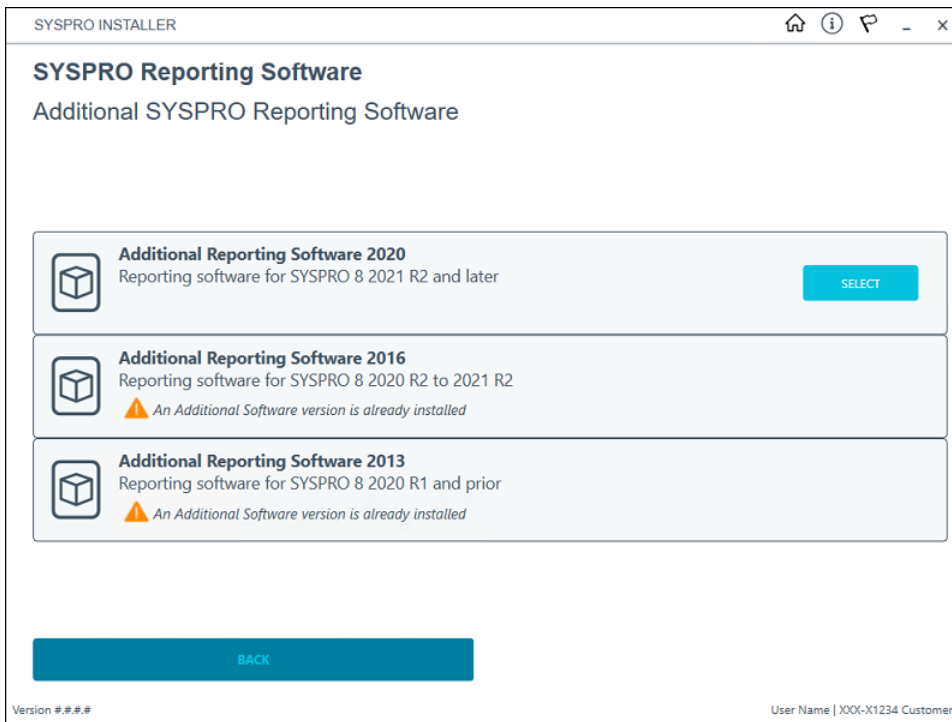 SYSPRO INSTALLER
SYSPRO Reporting Software
Additional SYSPRO Reporting Software
Additional Reporting Software 2020
Reporting software for SYSPRO 8 2021 R2 and later
SELECT
Additional Reporting Software 2016
Reporting software for SYSPRO 8 2020 R2 to 2021 R2
An Additional Software version is already installed
Additional Reporting Software 2013
Reporting software for SYSPRO 8 2020 R1 and prior
An Additional Software version is already installed
BACK
Version #.#.#.#
User Name | XXX-X1234 Customer